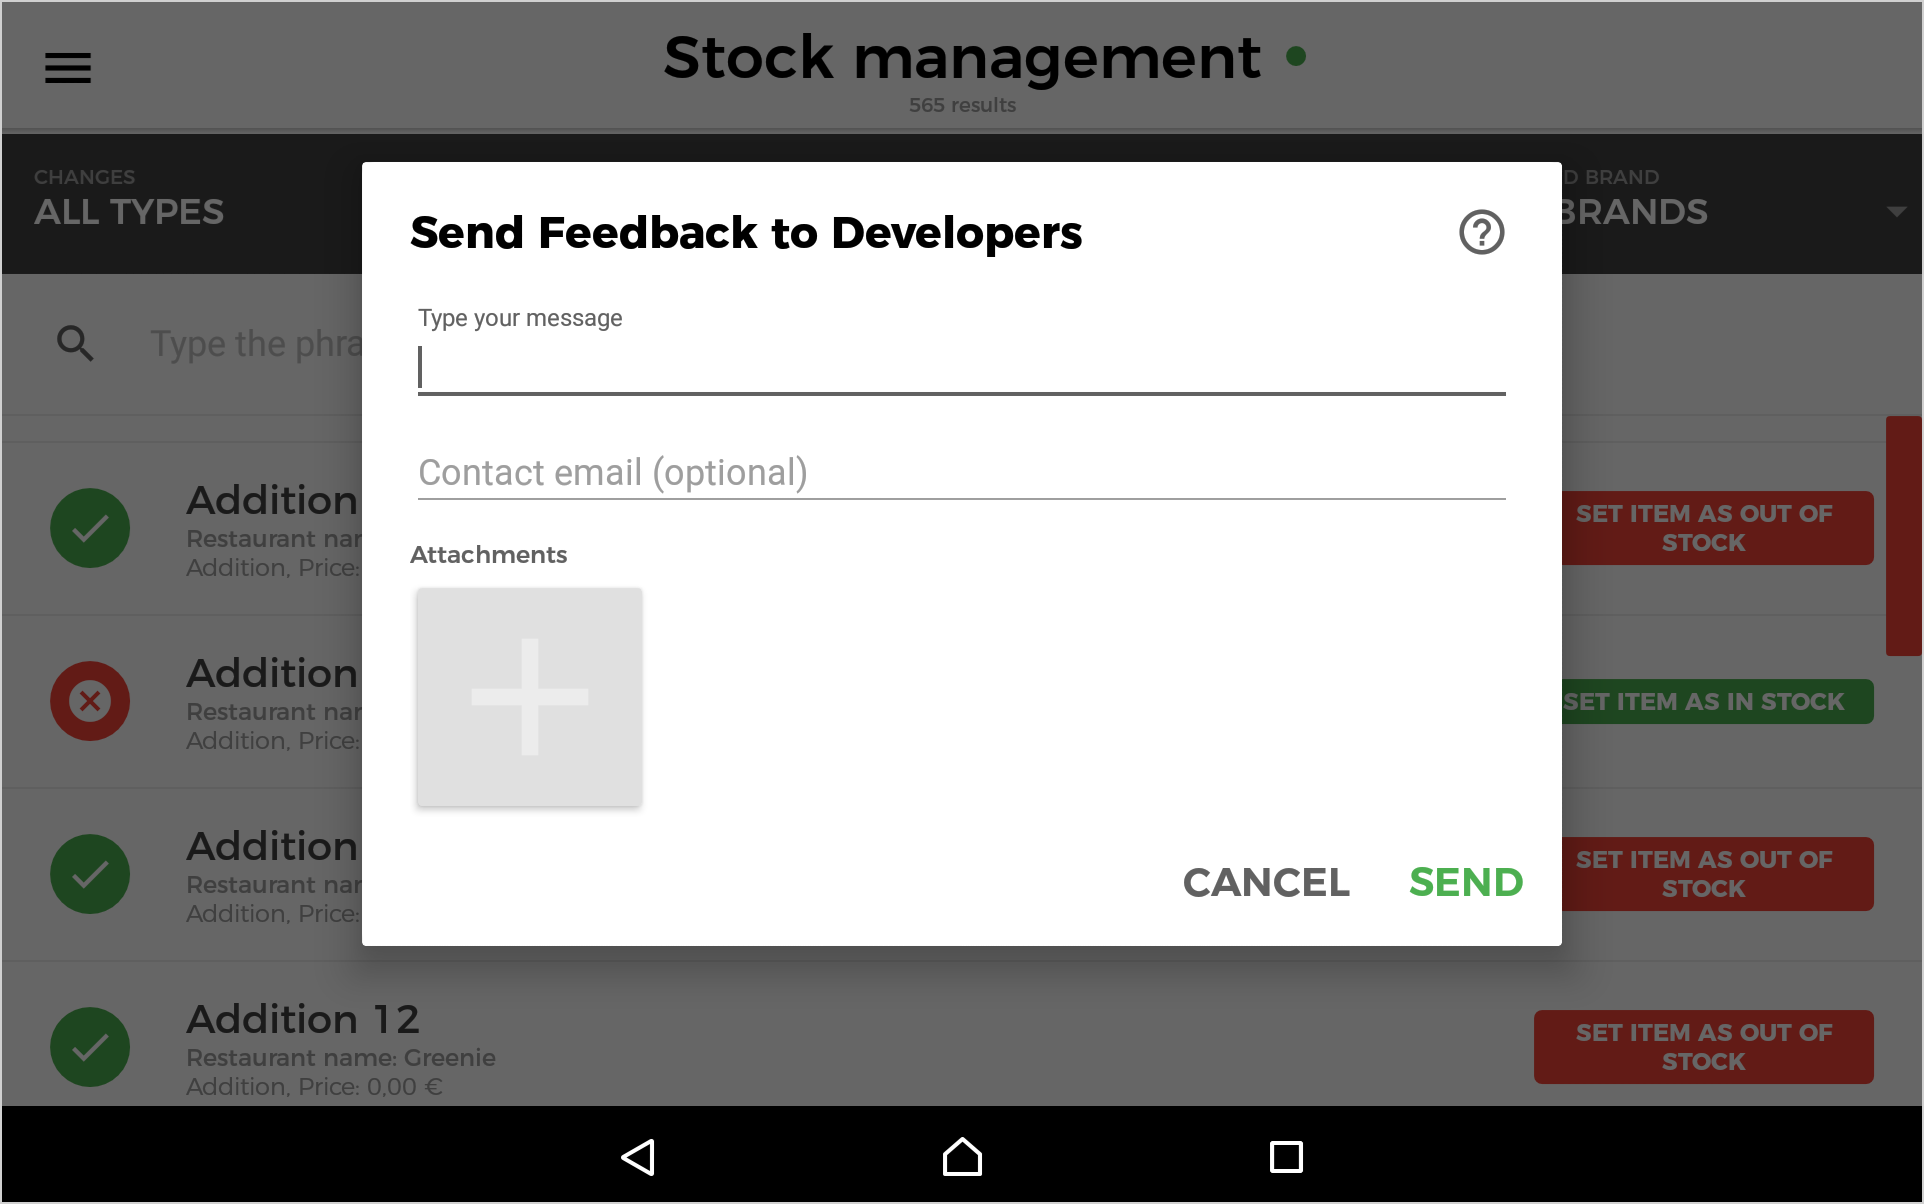 Stock management
565 results
CHANGES
ALL TYPES
D BRAND
BRANDS
Send Feedback to Developers
Type your message
Type the phra
Contact email (optional)
Attachments
Addition
Restaurant nar
Addition, Price:
SET ITEM AS OUT OF
STOCK
Addition
Restaurant nar
Addition, Price:
SET ITEM AS IN STOCK
Addition
Restaurant nar
Addition, Price:
SET ITEM AS OUT OF
STOCK
CANCEL
SEND
Addition 12
Restaurant name: Greenie
Addition, Price: 0,00 €
SET ITEM AS OUT OF
STOCK